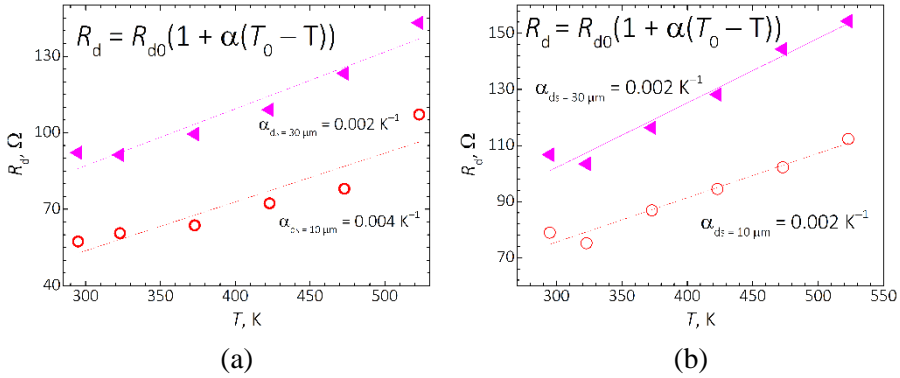 R_d = R_d0(1 + α(T_0 − T))
R_d, Ω
130
100
70
40
α_ds = 30 μm = 0.002 K⁻¹
α_ds = 10 μm = 0.004 K⁻¹
300 350 400 450 500
T, K
(a)
R_d = R_d0(1 + α(T_0 − T))
R_d, Ω
150
130
110
90
70
α_ds = 30 μm = 0.002 K⁻¹
α_ds = 10 μm = 0.002 K⁻¹
300 350 400 450 500 550
T, K
(b)